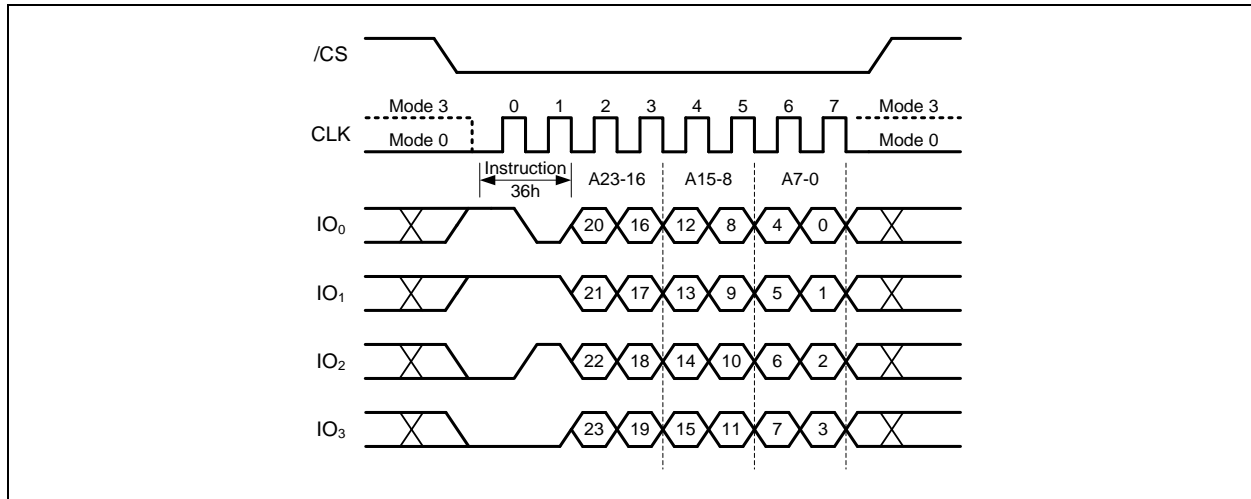 /CS
Mode 3 0 1 2 3 4 5 6 7 Mode 3
CLK
Mode 0 Mode 0
Instruction
36h
A23-16 A15-8 A7-0
IO₀ 20 16 12 8 4 0
IO₁ 21 17 13 9 5 1
IO₂ 22 18 14 10 6 2
IO₃ 23 19 15 11 7 3